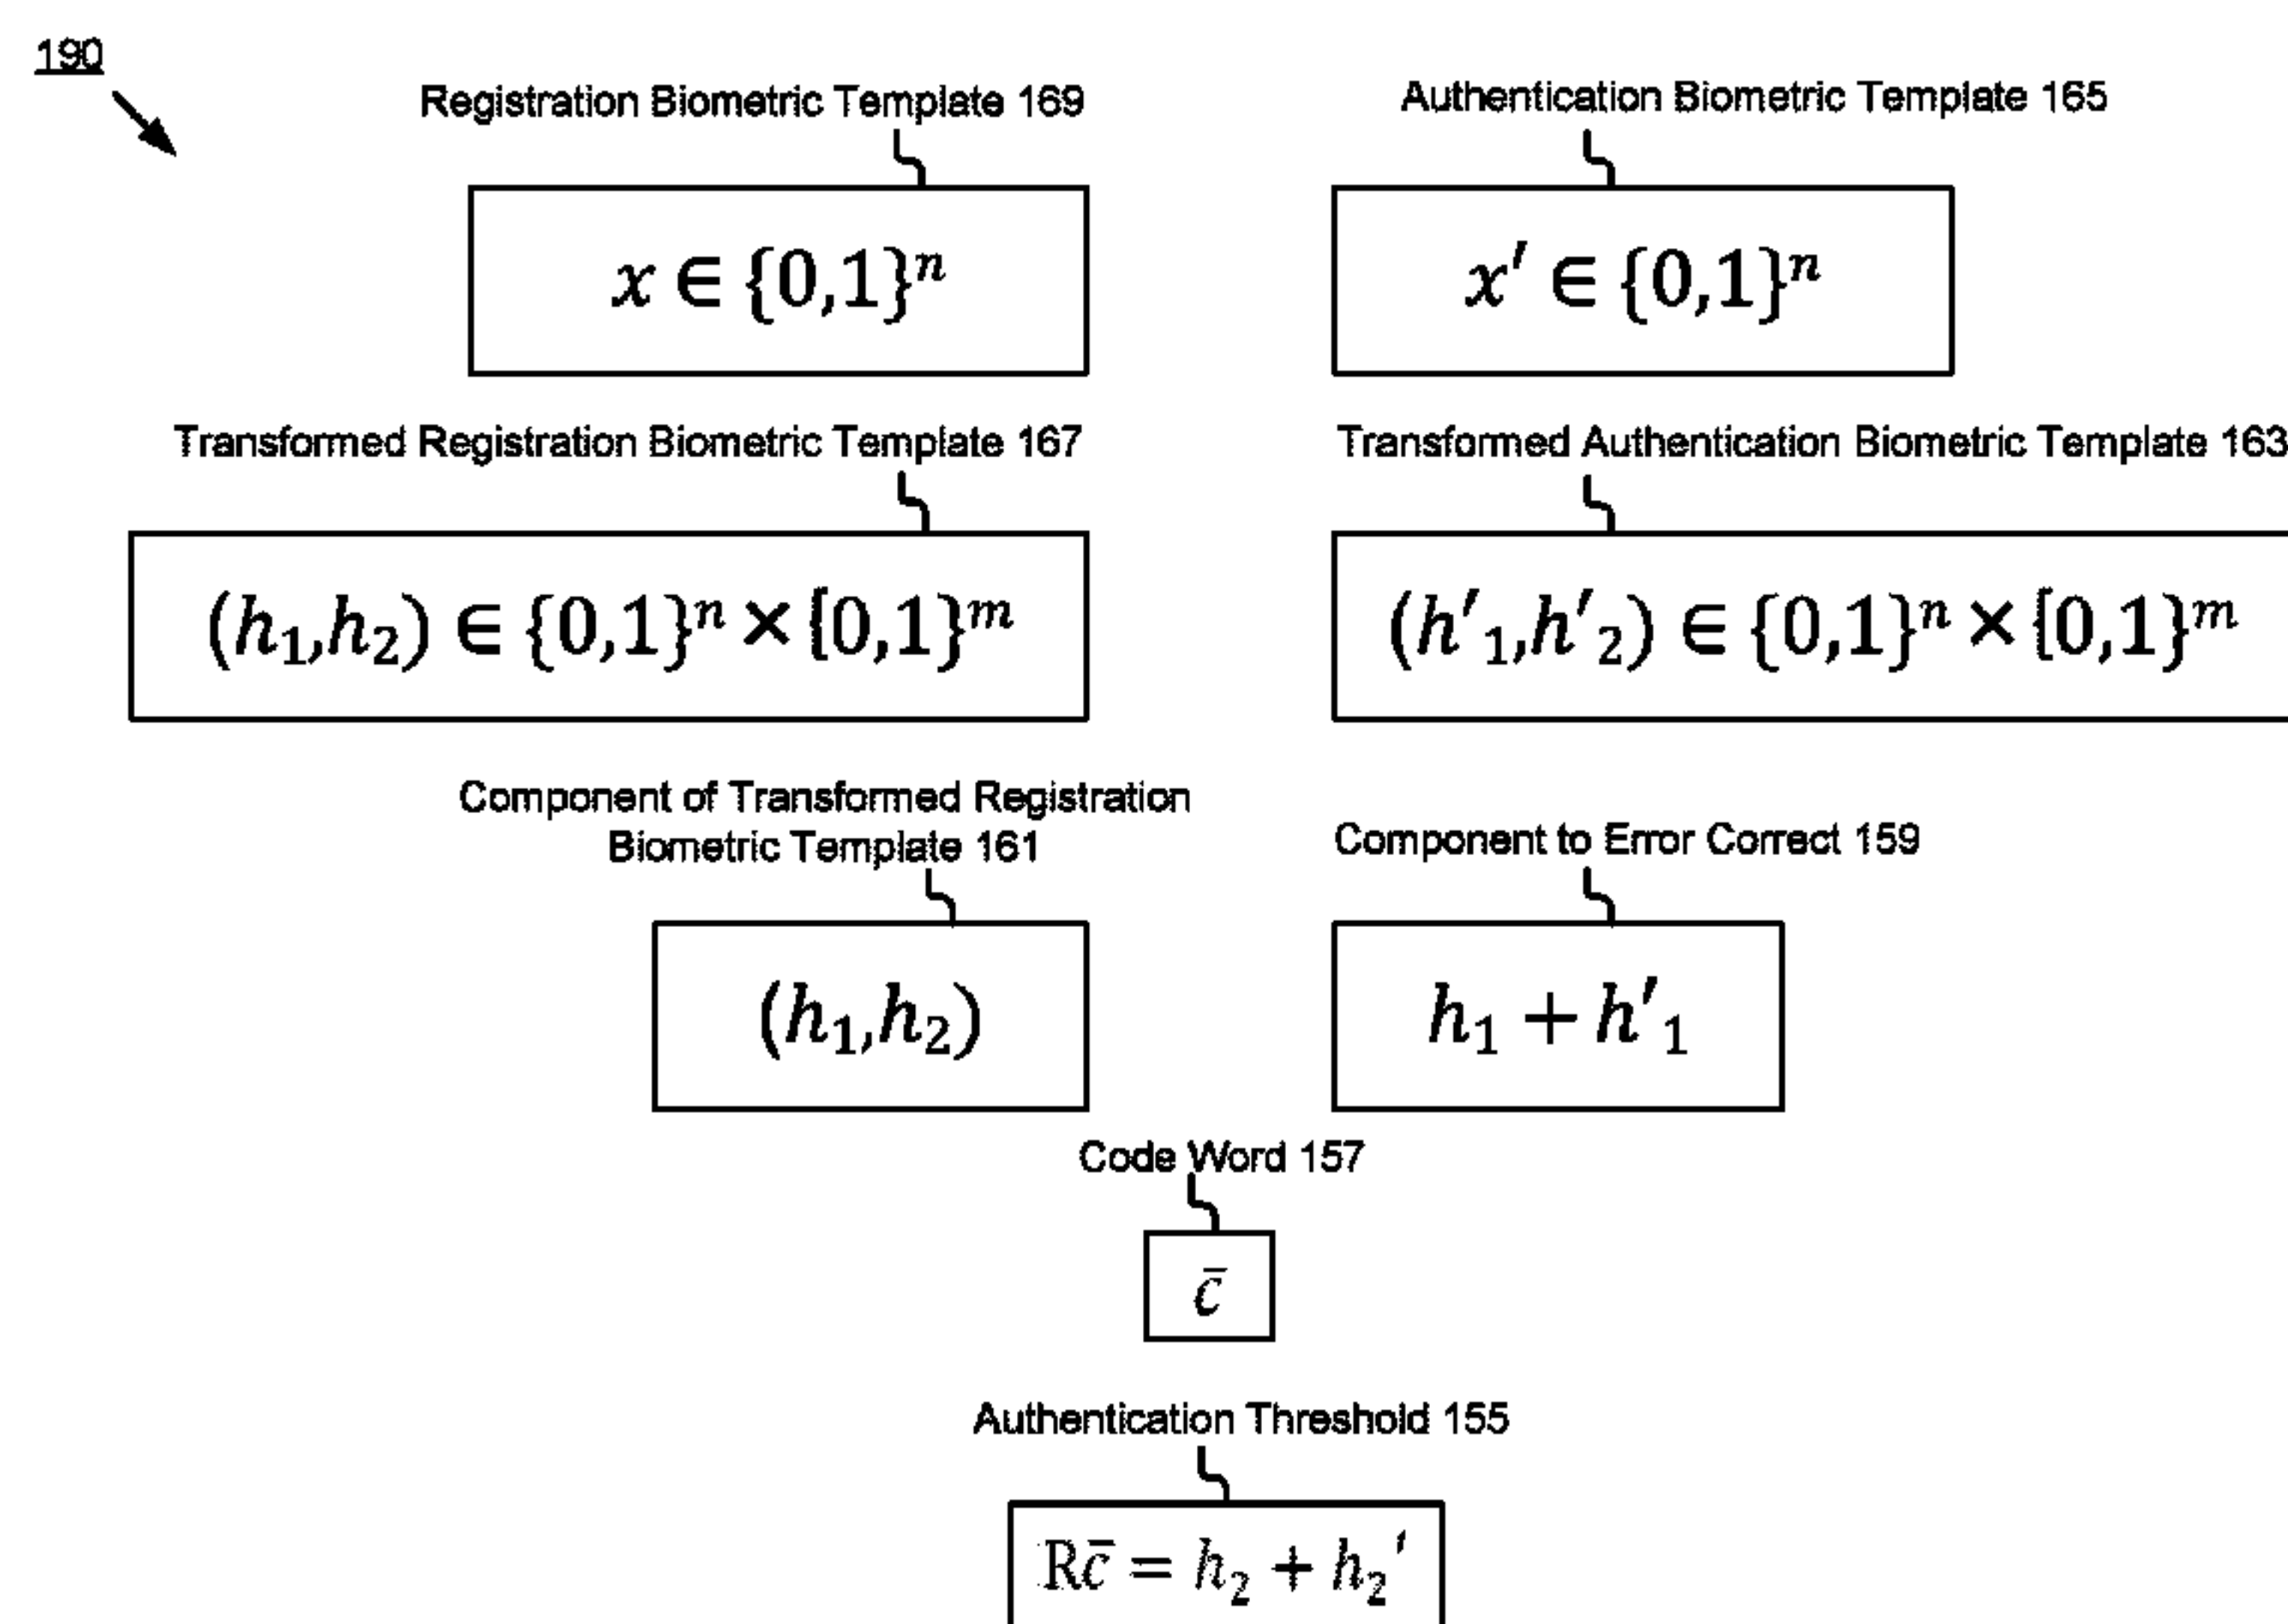 190
Registration Biometric Template 169
Authentication Biometric Template 165
x ∈ {0,1}ⁿ
x′ ∈ {0,1}ⁿ
Transformed Registration Biometric Template 167
Transformed Authentication Biometric Template 163
(h₁,h₂) ∈ {0,1}ⁿ × {0,1}ᵐ
(h′₁,h′₂) ∈ {0,1}ⁿ × {0,1}ᵐ
Component of Transformed Registration
Biometric Template 161
Component to Error Correct 159
(h₁,h₂)
h₁ + h′₁
Code Word 157
c̄
Authentication Threshold 155
Rc̄ = h₂ + h₂′